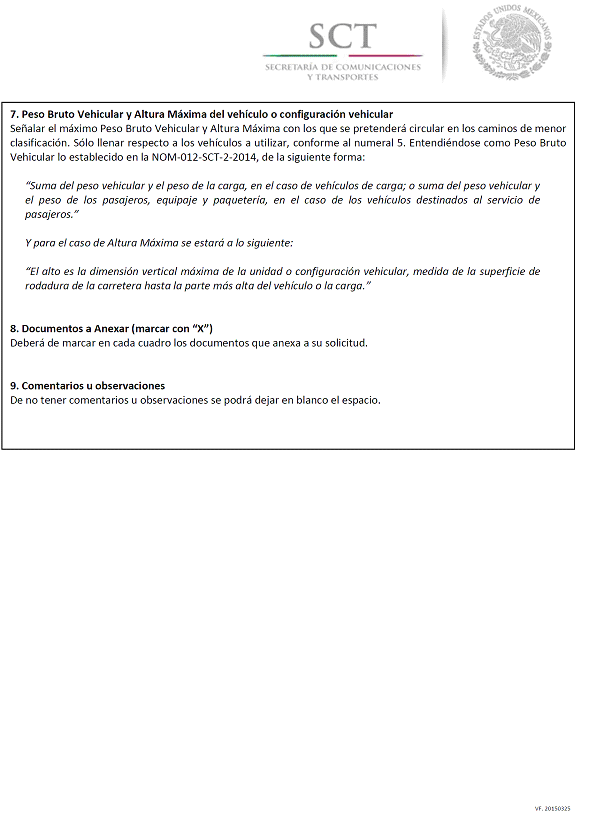 SCT
SECRETARÍA DE COMUNICACIONES
Y TRANSPORTES
ESTADOS UNIDOS MEXICANOS
7. Peso Bruto Vehicular y Altura Máxima del vehículo o configuración vehicular
Señalar el máximo Peso Bruto Vehicular y Altura Máxima con los que se pretenderá circular en los caminos de menor
clasificación. Sólo llenar respecto a los vehículos a utilizar, conforme al numeral 5. Entendiéndose como Peso Bruto
Vehicular lo establecido en la NOM-012-SCT-2-2014, de la siguiente forma:
“Suma del peso vehicular y el peso de la carga, en el caso de vehículos de carga; o suma del peso vehicular y
el peso de los pasajeros, equipaje y paquetería, en el caso de los vehículos destinados al servicio de
pasajeros.”
Y para el caso de Altura Máxima se estará a lo siguiente:
“El alto es la dimensión vertical máxima de la unidad o configuración vehicular, medida de la superficie de
rodadura de la carretera hasta la parte más alta del vehículo o la carga.”
8. Documentos a Anexar (marcar con “X”)
Deberá de marcar en cada cuadro los documentos que anexa a su solicitud.
9. Comentarios u observaciones
De no tener comentarios u observaciones se podrá dejar en blanco el espacio.
VF. 20150325